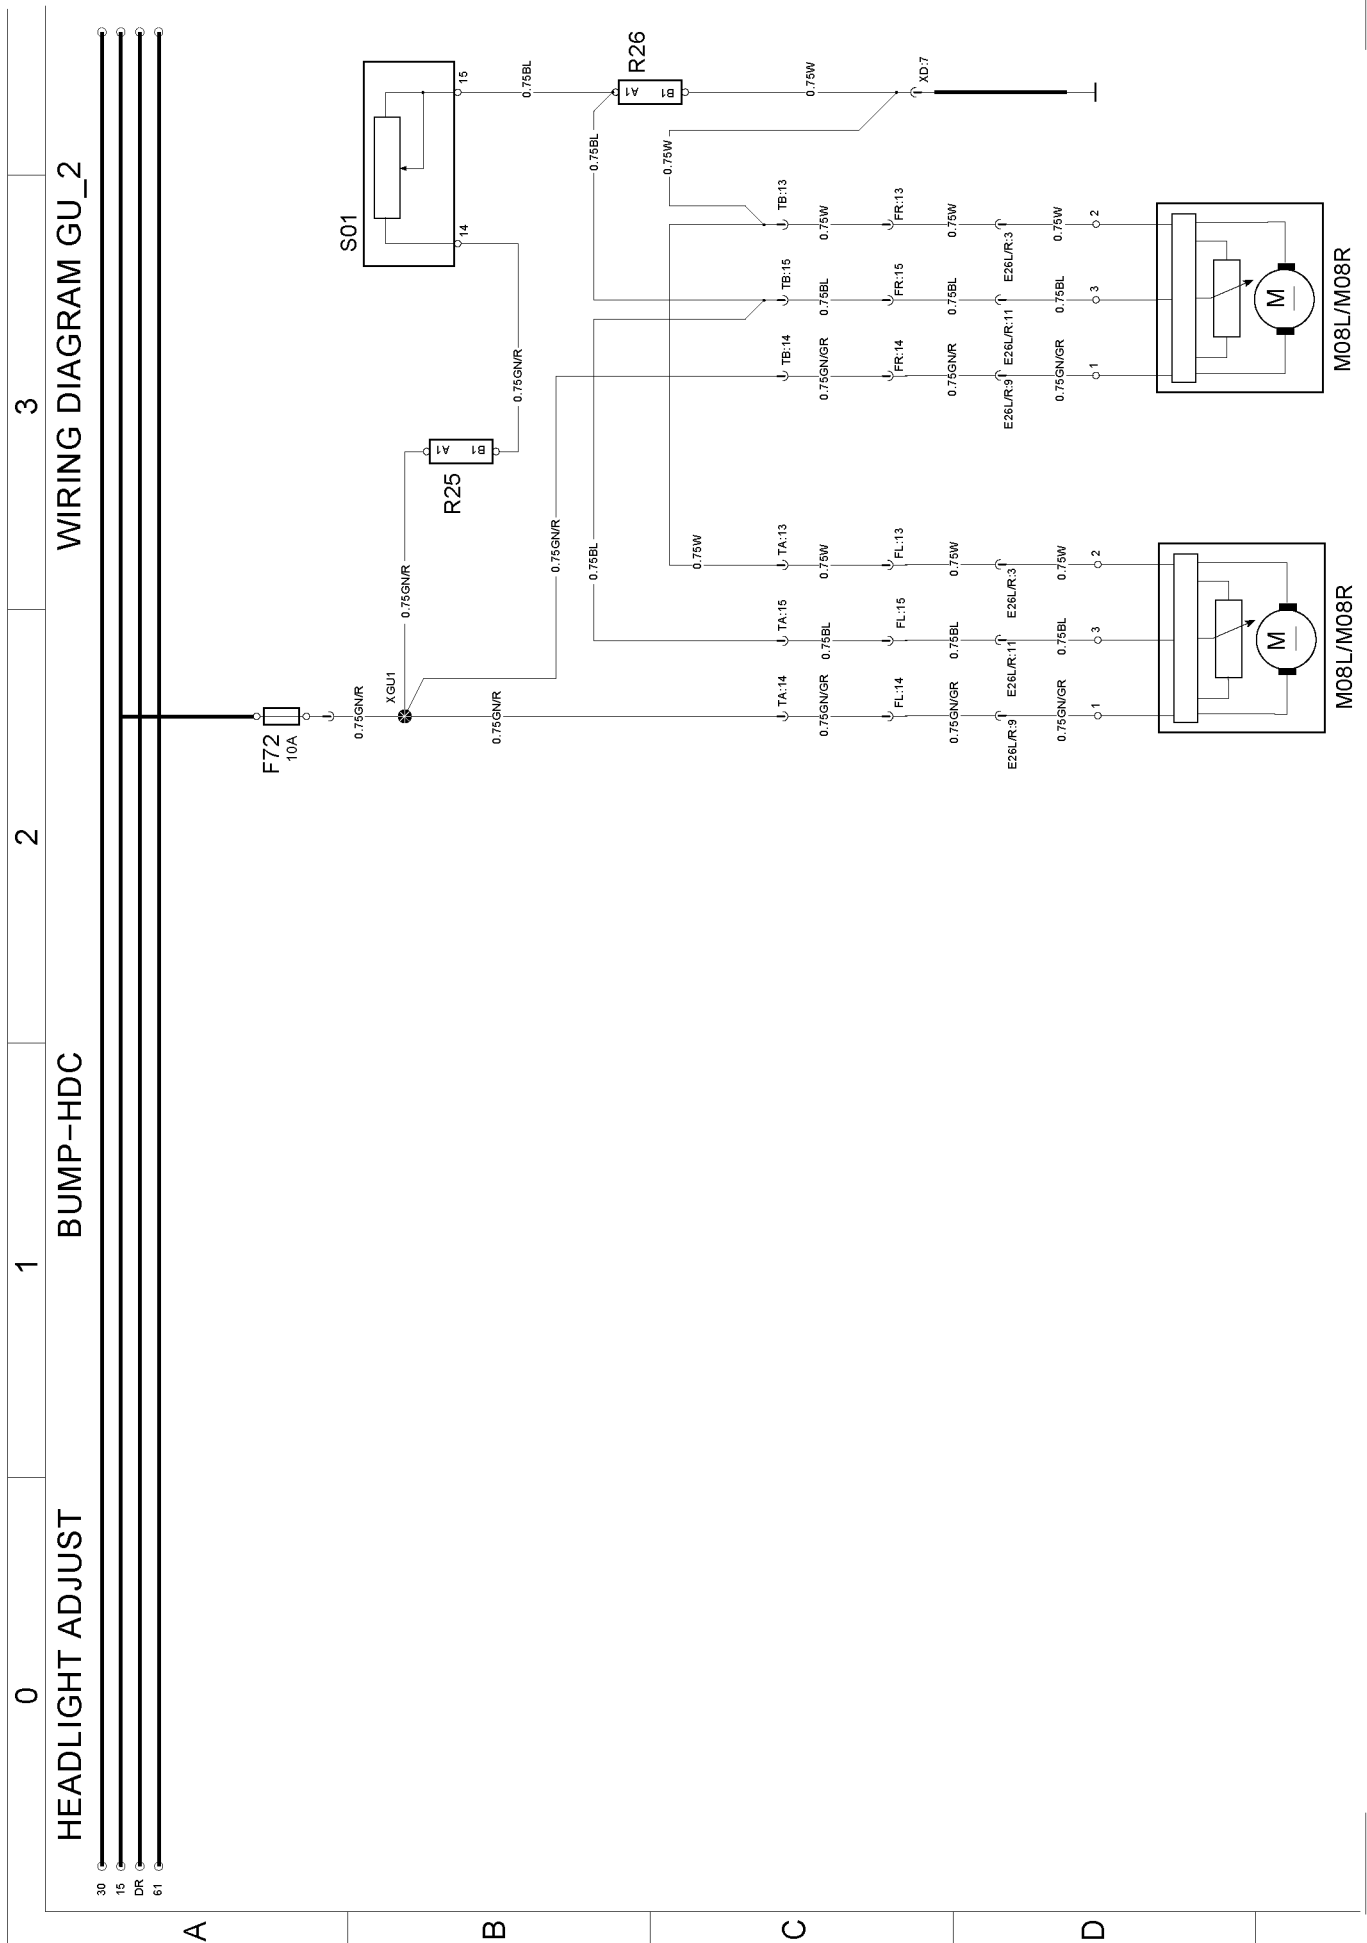 0 1 2 3
HEADLIGHT ADJUST BUMP-HDC WIRING DIAGRAM GU_2
30
15
DR
61
A
B
C
D
F72
10A
0.75GN/R
XGU1
0.75GN/R
0.75GN/R
0.75GN/R
R25
A1
B1
0.75GN/R
S01
14
15
0.75BL
R26
A1
B1
0.75W
XD:7
0.75BL
0.75W
0.75BL
0.75W
TA:14
TA:15
TA:13
TB:14
TB:15
TB:13
0.75GN/GR
0.75BL
0.75W
0.75GN/GR
0.75BL
0.75W
FL:14
FL:15
FL:13
FR:14
FR:15
FR:13
0.75GN/GR
0.75BL
0.75W
0.75GN/R
0.75BL
0.75W
E26L/R:9
E26L/R:11
E26L/R:3
E26L/R:9
E26L/R:11
E26L/R:3
0.75GN/GR
0.75BL
0.75W
0.75GN/GR
0.75BL
0.75W
1
3
2
1
3
2
M
M
M08L/M08R
M08L/M08R